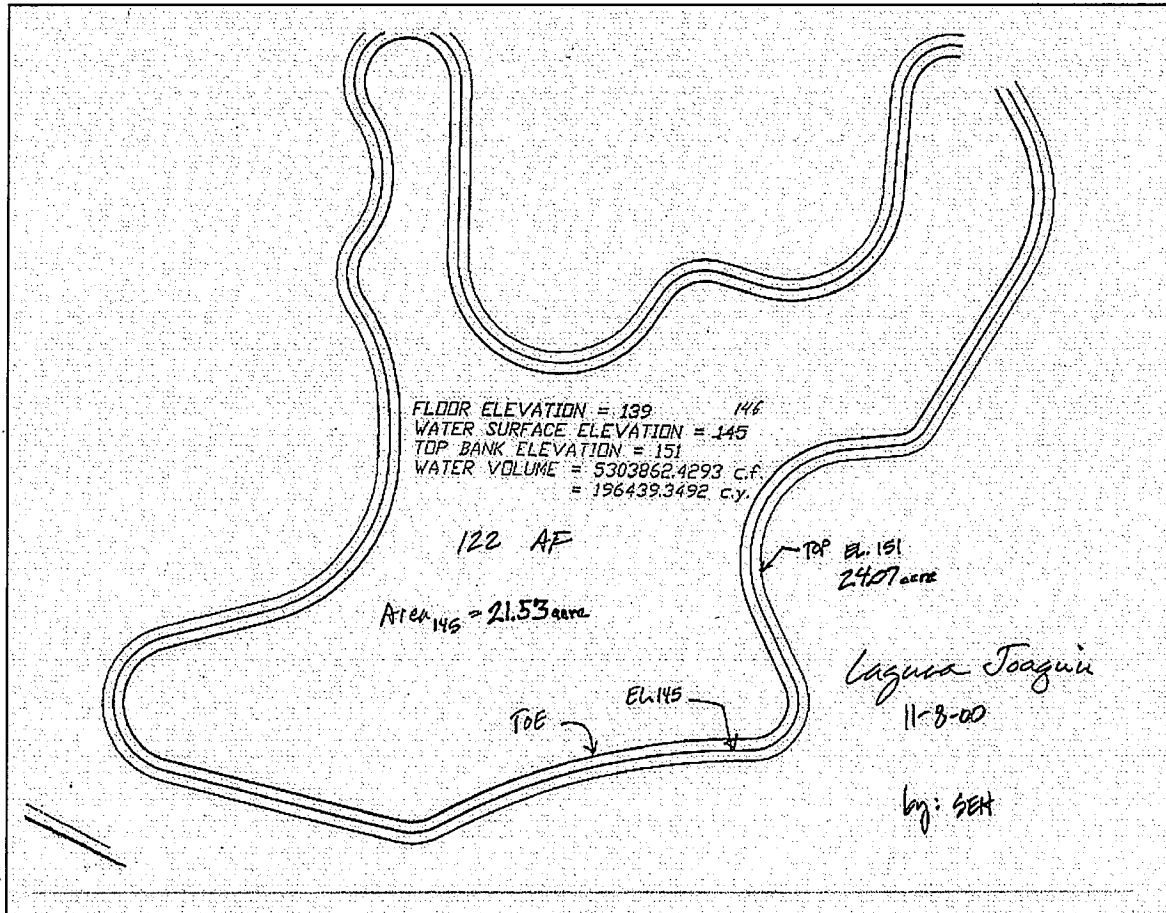 FLOOR ELEVATION = 139 146
WATER SURFACE ELEVATION = 145
TOP BANK ELEVATION = 151
WATER VOLUME = 5303862.4293 c.f.
= 196439.3492 c.y.
122 AF
TOP EL. 151
24.07 acre
Area 145 = 21.53 acre
Laguna Joaquin
11-8-00
EL.145
TOE
by: SEH